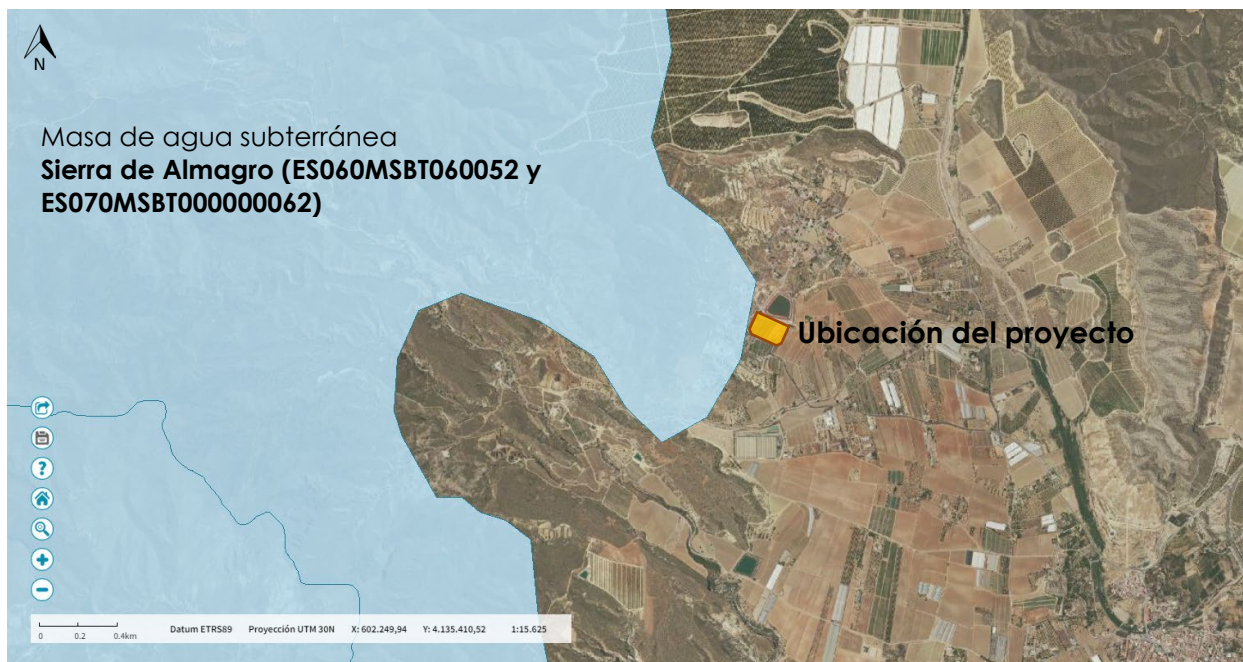 N
Masa de agua subterránea
Sierra de Almagro (ES060MSBT060052 y
ES070MSBT000000062)
Ubicación del proyecto
?
0 0.2 0.4km Datum ETRS89 Proyección UTM 30N X: 602.249,94 Y: 4.135.410,52 1:15.625